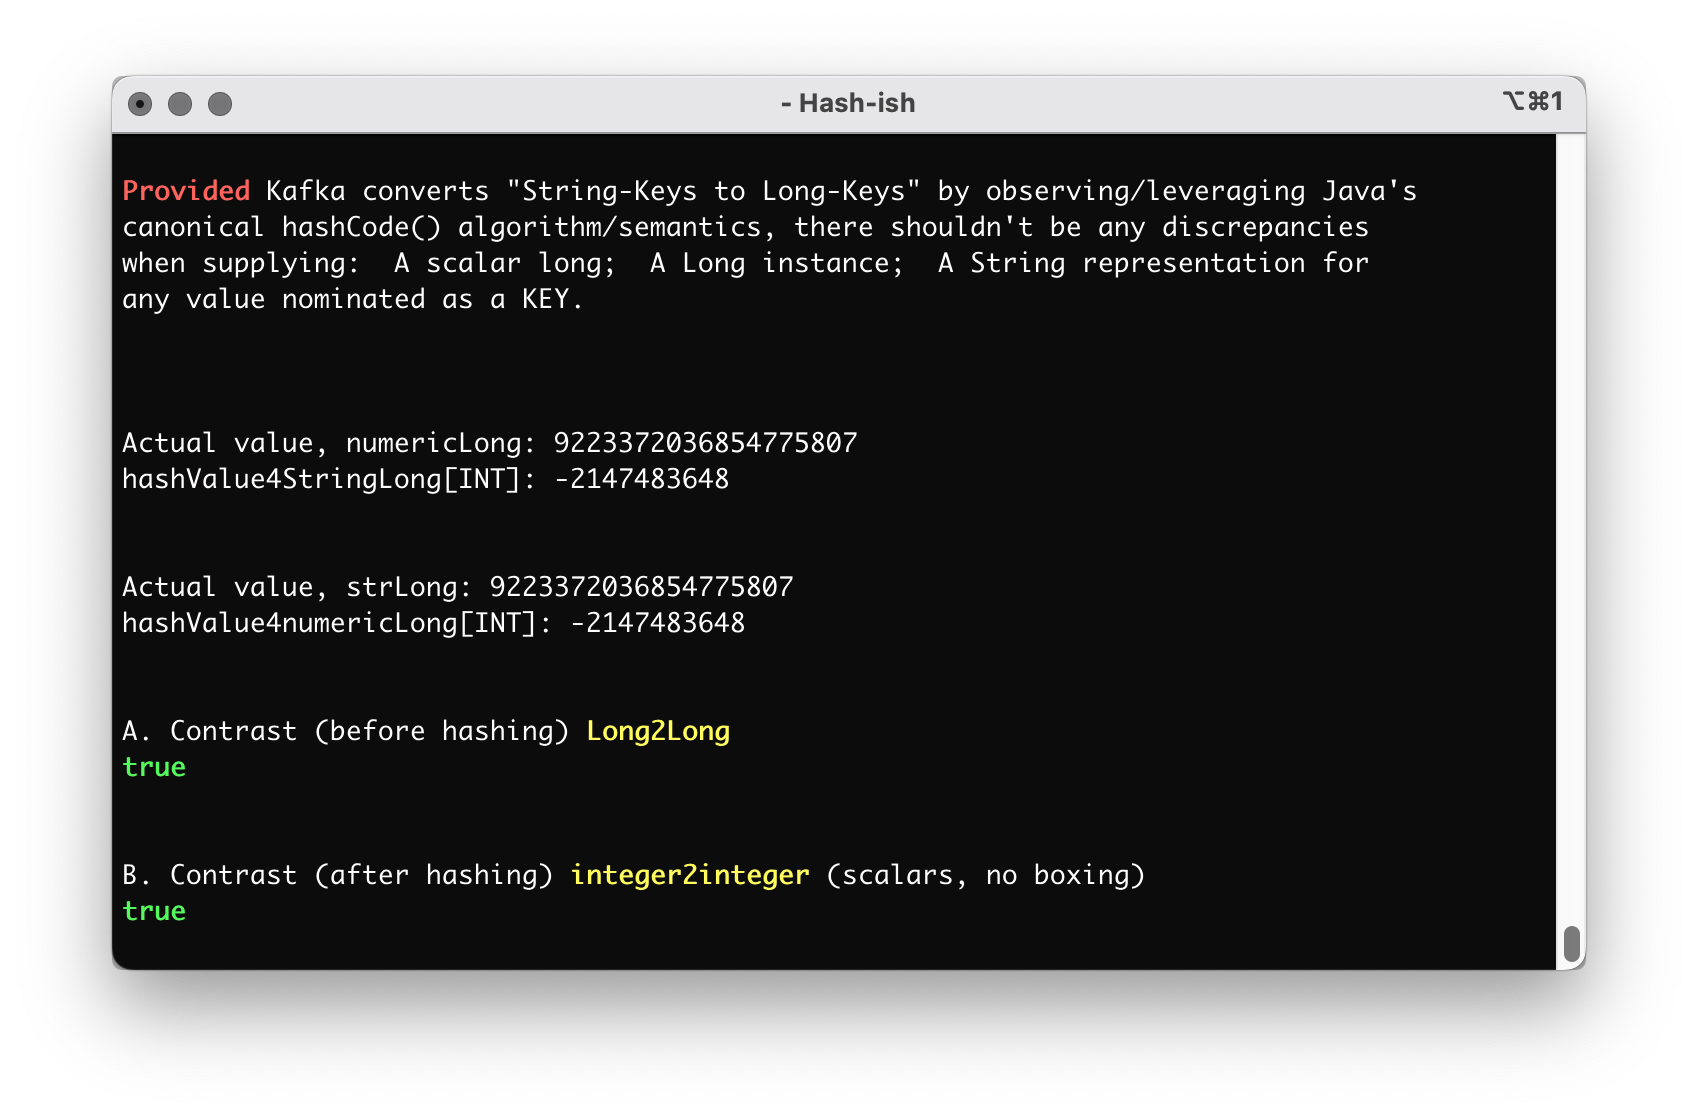 - Hash-ish
⌥⌘1
Provided Kafka converts "String-Keys to Long-Keys" by observing/leveraging Java's
canonical hashCode() algorithm/semantics, there shouldn't be any discrepancies
when supplying:  A scalar long;  A Long instance;  A String representation for
any value nominated as a KEY.
Actual value, numericLong: 9223372036854775807
hashValue4StringLong[INT]: -2147483648
Actual value, strLong: 9223372036854775807
hashValue4numericLong[INT]: -2147483648
A. Contrast (before hashing) Long2Long
true
B. Contrast (after hashing) integer2integer (scalars, no boxing)
true